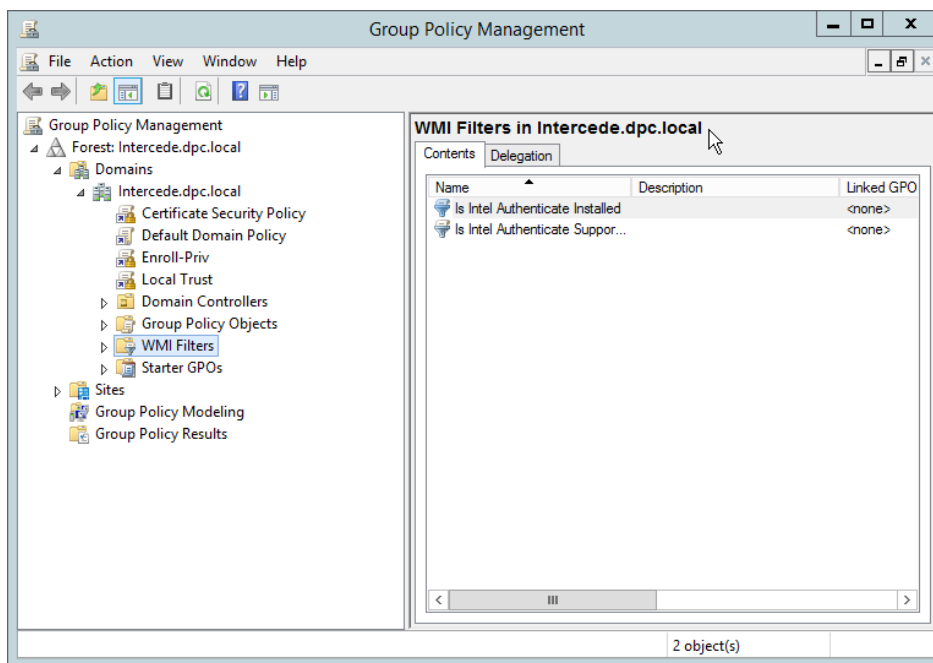 Group Policy Management
File Action View Window Help
Group Policy Management
Forest: Intercede.dpc.local
Domains
Intercede.dpc.local
Certificate Security Policy
Default Domain Policy
Enroll-Priv
Local Trust
Domain Controllers
Group Policy Objects
WMI Filters
Starter GPOs
Sites
Group Policy Modeling
Group Policy Results
WMI Filters in Intercede.dpc.local
Contents Delegation
Name Description Linked GPO
Is Intel Authenticate Installed <none>
Is Intel Authenticate Suppor... <none>
2 object(s)